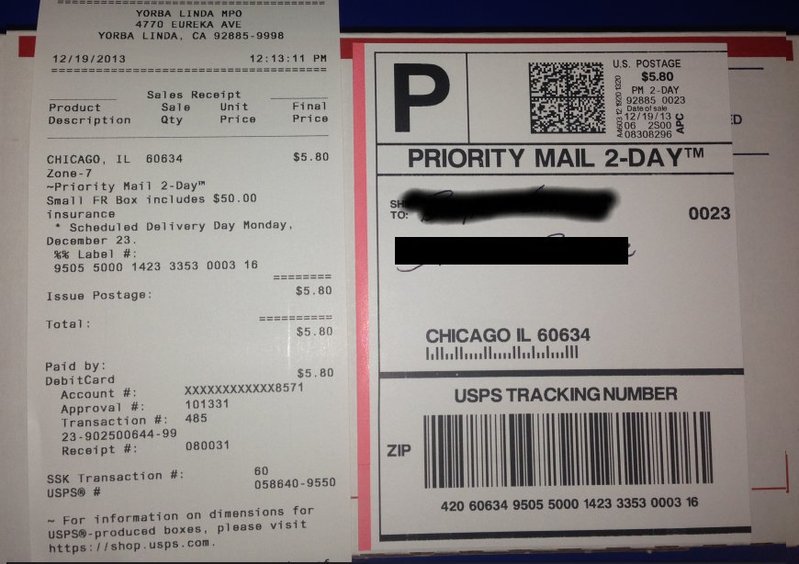 YORBA LINDA MPO
4770 EUREKA AVE
YORBA LINDA, CA 92885-9998
12/19/2013 12:13:11 PM
Sales Receipt
Product Sale Unit Final
Description Qty Price Price
CHICAGO, IL 60634 $5.80
Zone-7
~Priority Mail 2-Day™
Small FR Box includes $50.00
insurance
* Scheduled Delivery Day Monday,
December 23.
%% Label #:
9505 5000 1423 3353 0003 16
========
Issue Postage: $5.80
==========
Total: $5.80
Paid by:
DebitCard $5.80
Account #: XXXXXXXXXXXX8571
Approval #: 101331
Transaction #: 485
23-902500644-99
Receipt #: 080031
SSK Transaction #: 60
USPS® # 058640-9550
~ For information on dimensions for
USPS®-produced boxes, please visit
https://shop.usps.com.
P
U.S. POSTAGE
$5.80
PM 2-DAY
92885 0023
Date of sale
12/19/13
06 2S00
08308296
APC
PRIORITY MAIL 2-DAY™
SH
TO:
0023
CHICAGO IL 60634
USPS TRACKING NUMBER
ZIP
420 60634 9505 5000 1423 3353 0003 16
ED